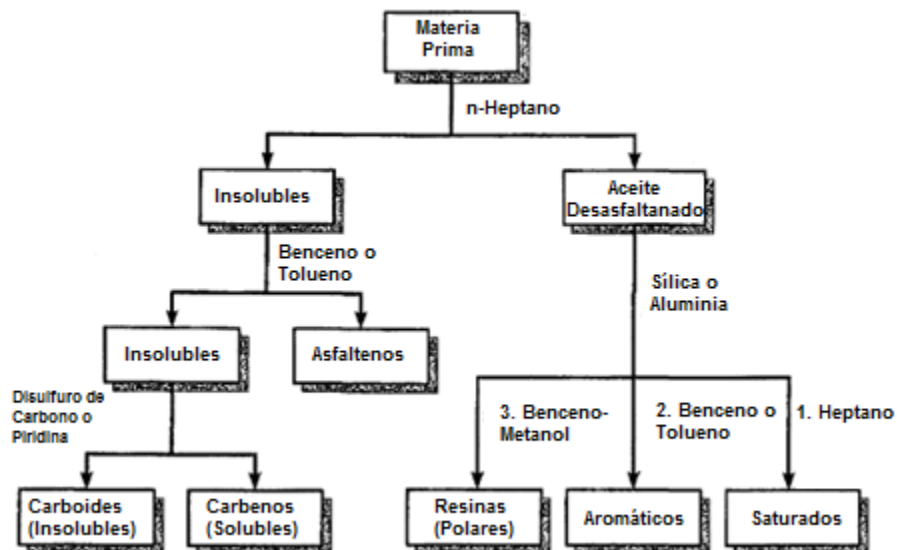 Materia
Prima
n-Heptano
Insolubles
Aceite
Desasfaltanado
Benceno o
Tolueno
Sílica o
Aluminia
Insolubles
Asfaltenos
Disulfuro de
Carbono o
Piridina
3. Benceno-
Metanol
2. Benceno o
Tolueno
1. Heptano
Carboides
(Insolubles)
Carbenos
(Solubles)
Resinas
(Polares)
Aromáticos
Saturados